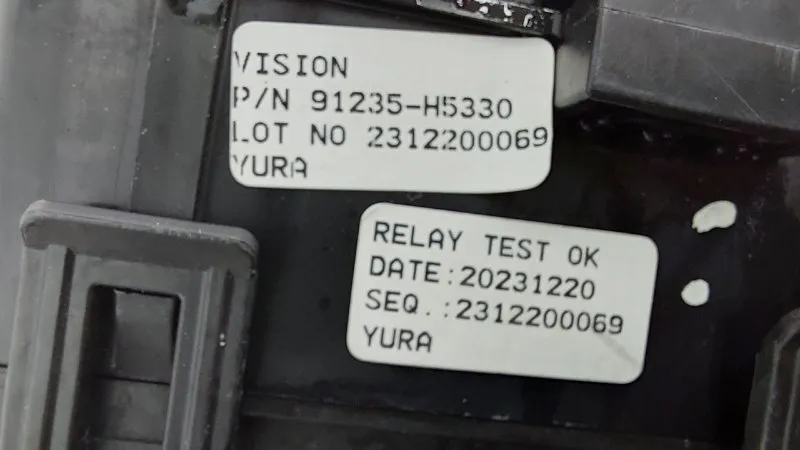 VISION
P/N 91235-H5330
LOT NO 2312200069
YURA
RELAY TEST OK
DATE:20231220
SEQ.:2312200069
YURA